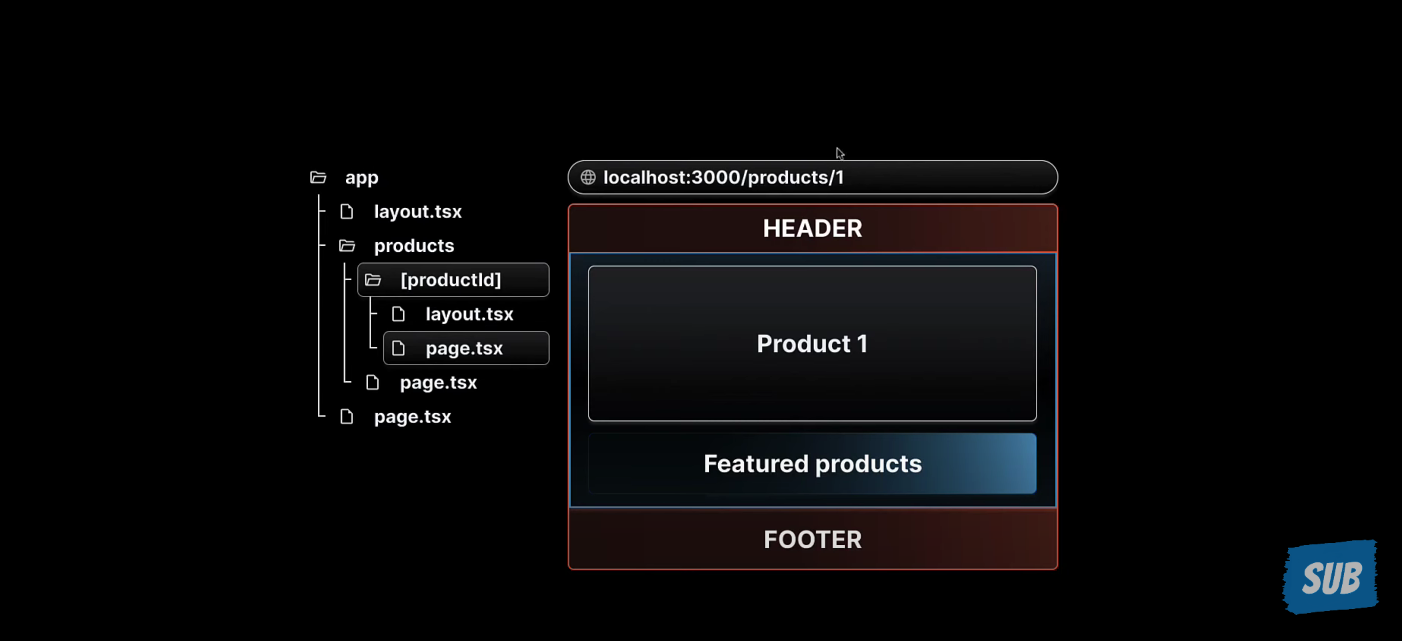 app
layout.tsx
products
[productId]
layout.tsx
page.tsx
page.tsx
page.tsx
localhost:3000/products/1
HEADER
Product 1
Featured products
FOOTER
SUB